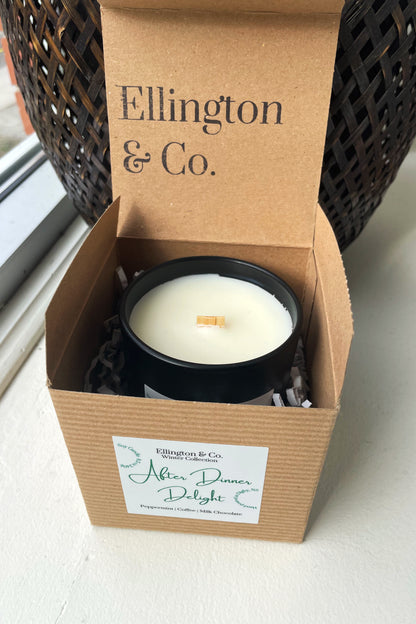 Ellington
& Co.
Ellington & Co.
Winter Collection
After Dinner
Delight
Peppermint | Coffee | Milk Chocolate